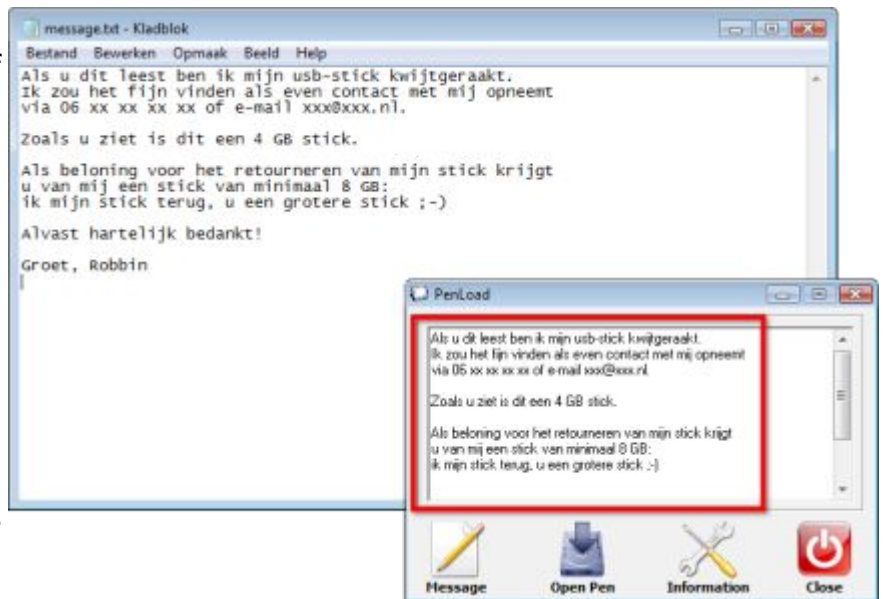 message.txt - Kladblok
Bestand Bewerken Opmaak Beeld Help
Als u dit leest ben ik mijn usb-stick kwijtgeraakt.
Ik zou het fijn vinden als even contact met mij opneemt
via 06 xx xx xx xx of e-mail xxx@xxx.nl.
Zoals u ziet is dit een 4 GB stick.
Als beloning voor het retourneren van mijn stick krijgt
u van mij een stick van minimaal 8 GB:
ik mijn stick terug, u een grotere stick ;-)
Alvast hartelijk bedankt!
Groet, Robbin
PenLoad
Als u dit leest ben ik mijn usb-stick kwijtgeraakt.
Ik zou het fijn vinden als even contact met mij opneemt
via 06 xx xx xx xx of e-mail xxx@xxx.nl
Zoals u ziet is dit een 4 GB stick.
Als beloning voor het retourneren van mijn stick krijgt
u van mij een stick van minimaal 8 GB:
ik mijn stick terug, u een grotere stick ;-)
Message Open Pen Information Close